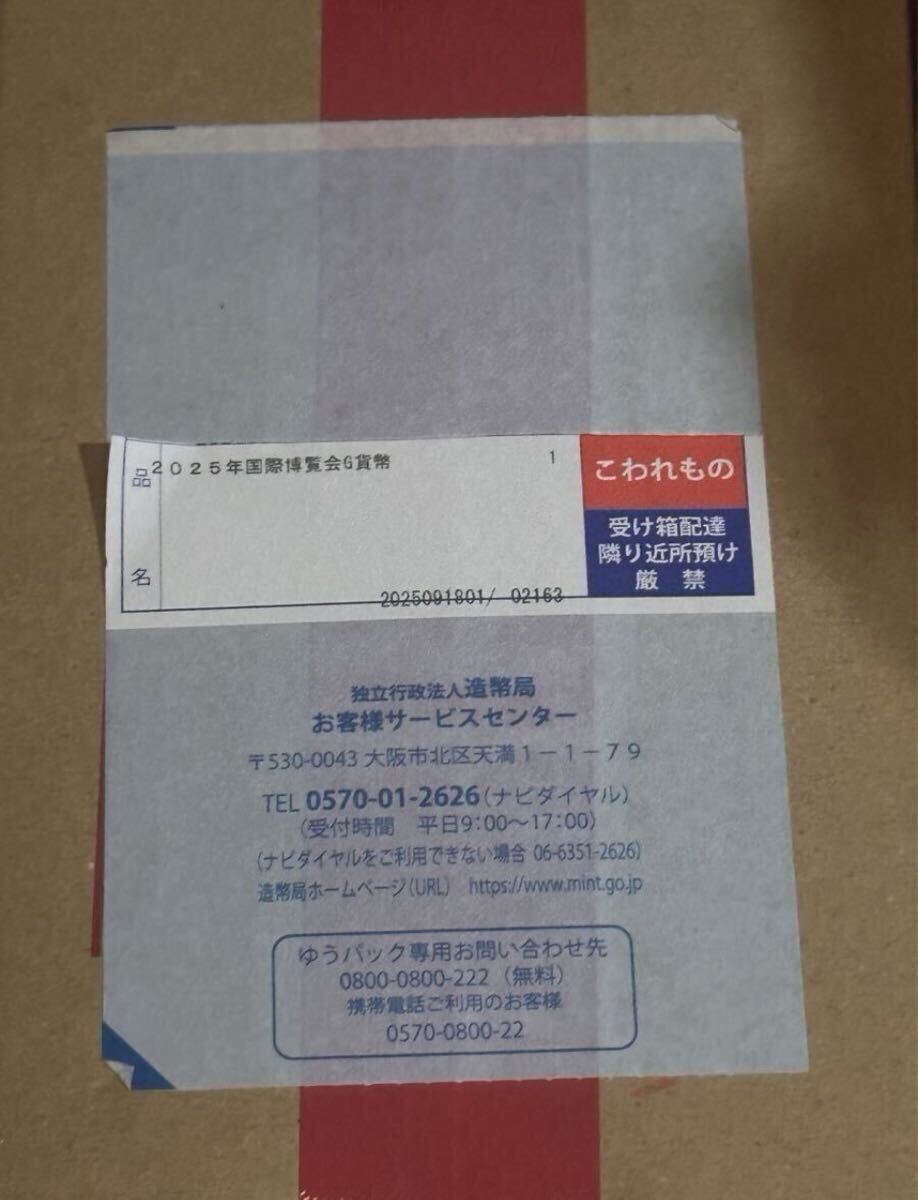 品名
２０２５年国際博覧会G貨幣 1
2025091801/ 02163
こわれもの
受け箱配達
隣り近所預け
厳 禁
独立行政法人造幣局
お客様サービスセンター
〒530-0043 大阪市北区天満１－１－７９
TEL 0570-01-2626(ナビダイヤル)
(受付時間 平日9:00～17:00)
(ナビダイヤルをご利用できない場合 06-6351-2626)
造幣局ホームページ(URL) https://www.mint.go.jp
ゆうパック専用お問い合わせ先
0800-0800-222（無料）
携帯電話ご利用のお客様
0570-0800-22